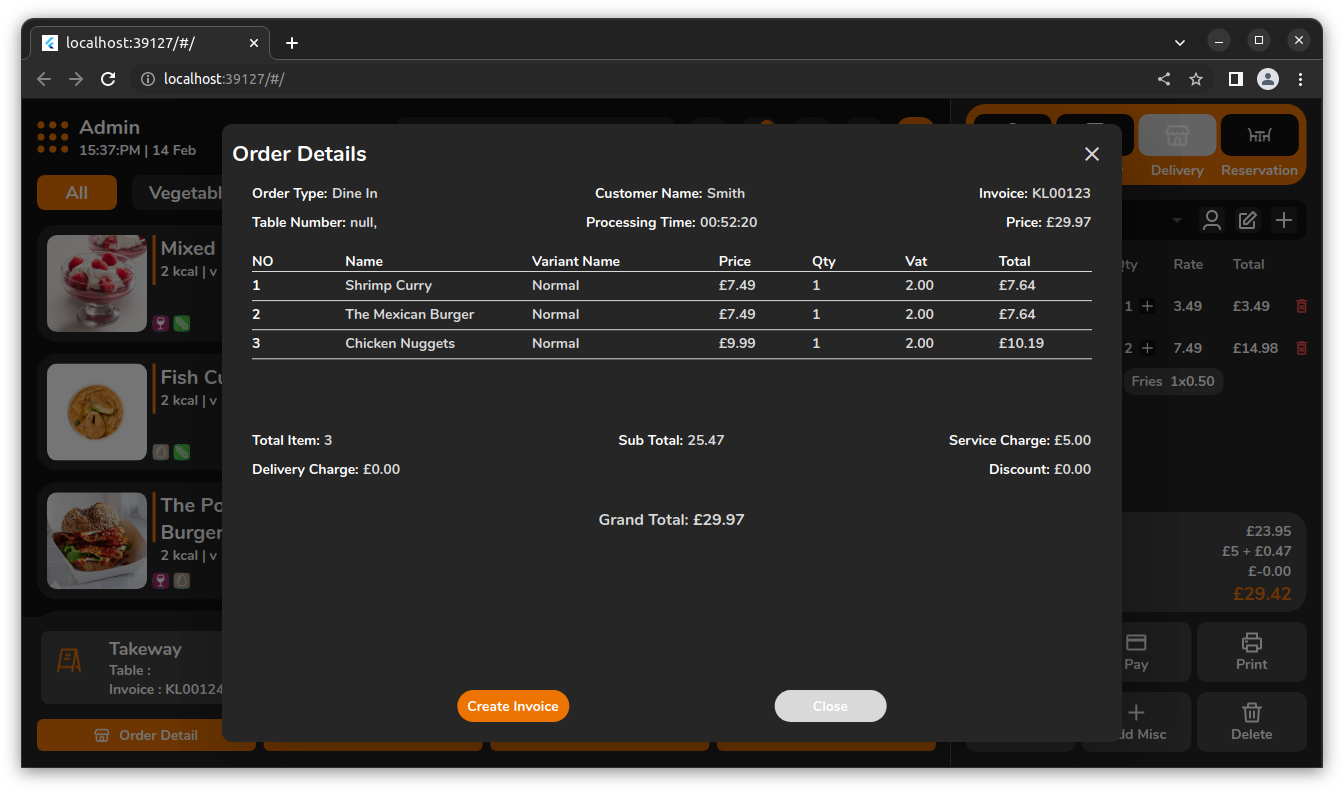 localhost:39127/#/
localhost:39127/#/
Admin
15:37:PM | 14 Feb
Delivery
Reservation
All
Order Details
Order Type: Dine In
Customer Name: Smith
Invoice: KL00123
Table Number: null,
Processing Time: 00:52:20
Price: £29.97
NO Name Variant Name Price Qty Vat Total
1 Shrimp Curry Normal £7.49 1 2.00 £7.64
2 The Mexican Burger Normal £7.49 1 2.00 £7.64
3 Chicken Nuggets Normal £9.99 1 2.00 £10.19
Total Item: 3
Sub Total: 25.47
Service Charge: £5.00
Delivery Charge: £0.00
Discount: £0.00
Grand Total: £29.97
Create Invoice
Close
Mixed
2 kcal | v
Fish
2 kcal | v
The
Burger
2 kcal | v
Rate Total
1 + 3.49 £3.49
2 + 7.49 £14.98
Fries 1x0.50
£23.95
£5 + £0.47
£-0.00
£29.42
Takeway
Table :
Invoice : KL00124
Order Detail
Pay
Print
Misc
Delete